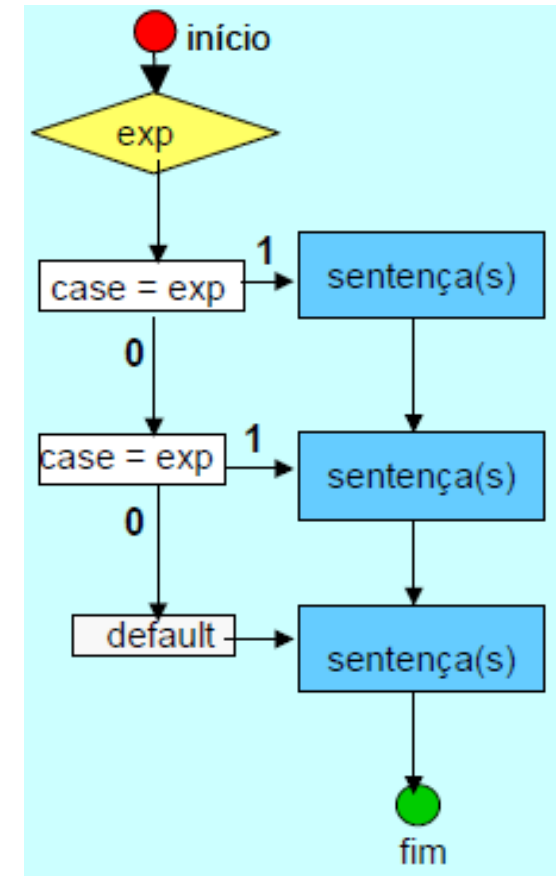 início
exp
case = exp
1
sentença(s)
0
case = exp
1
sentença(s)
0
default
sentença(s)
fim